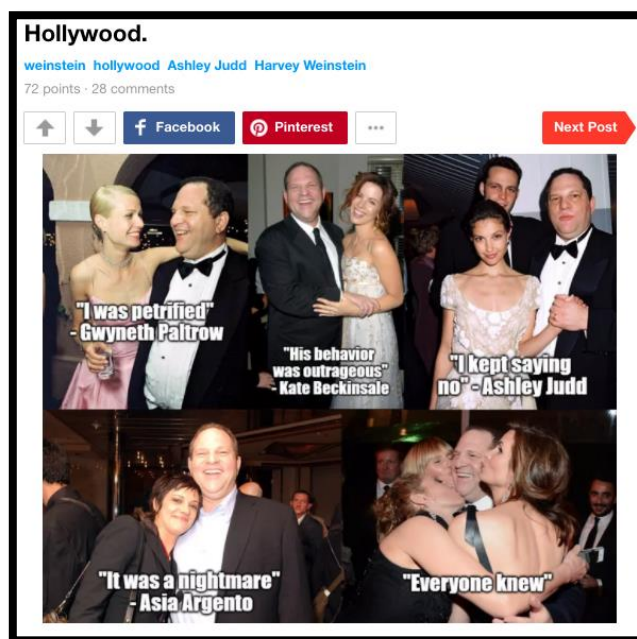 Hollywood.
weinstein hollywood Ashley Judd Harvey Weinstein
72 points · 28 comments
Facebook
Pinterest
Next Post
"I was petrified"
- Gwyneth Paltrow
"His behavior
was outrageous"
- Kate Beckinsale
"I kept saying
no" - Ashley Judd
"It was a nightmare"
- Asia Argento
"Everyone knew"